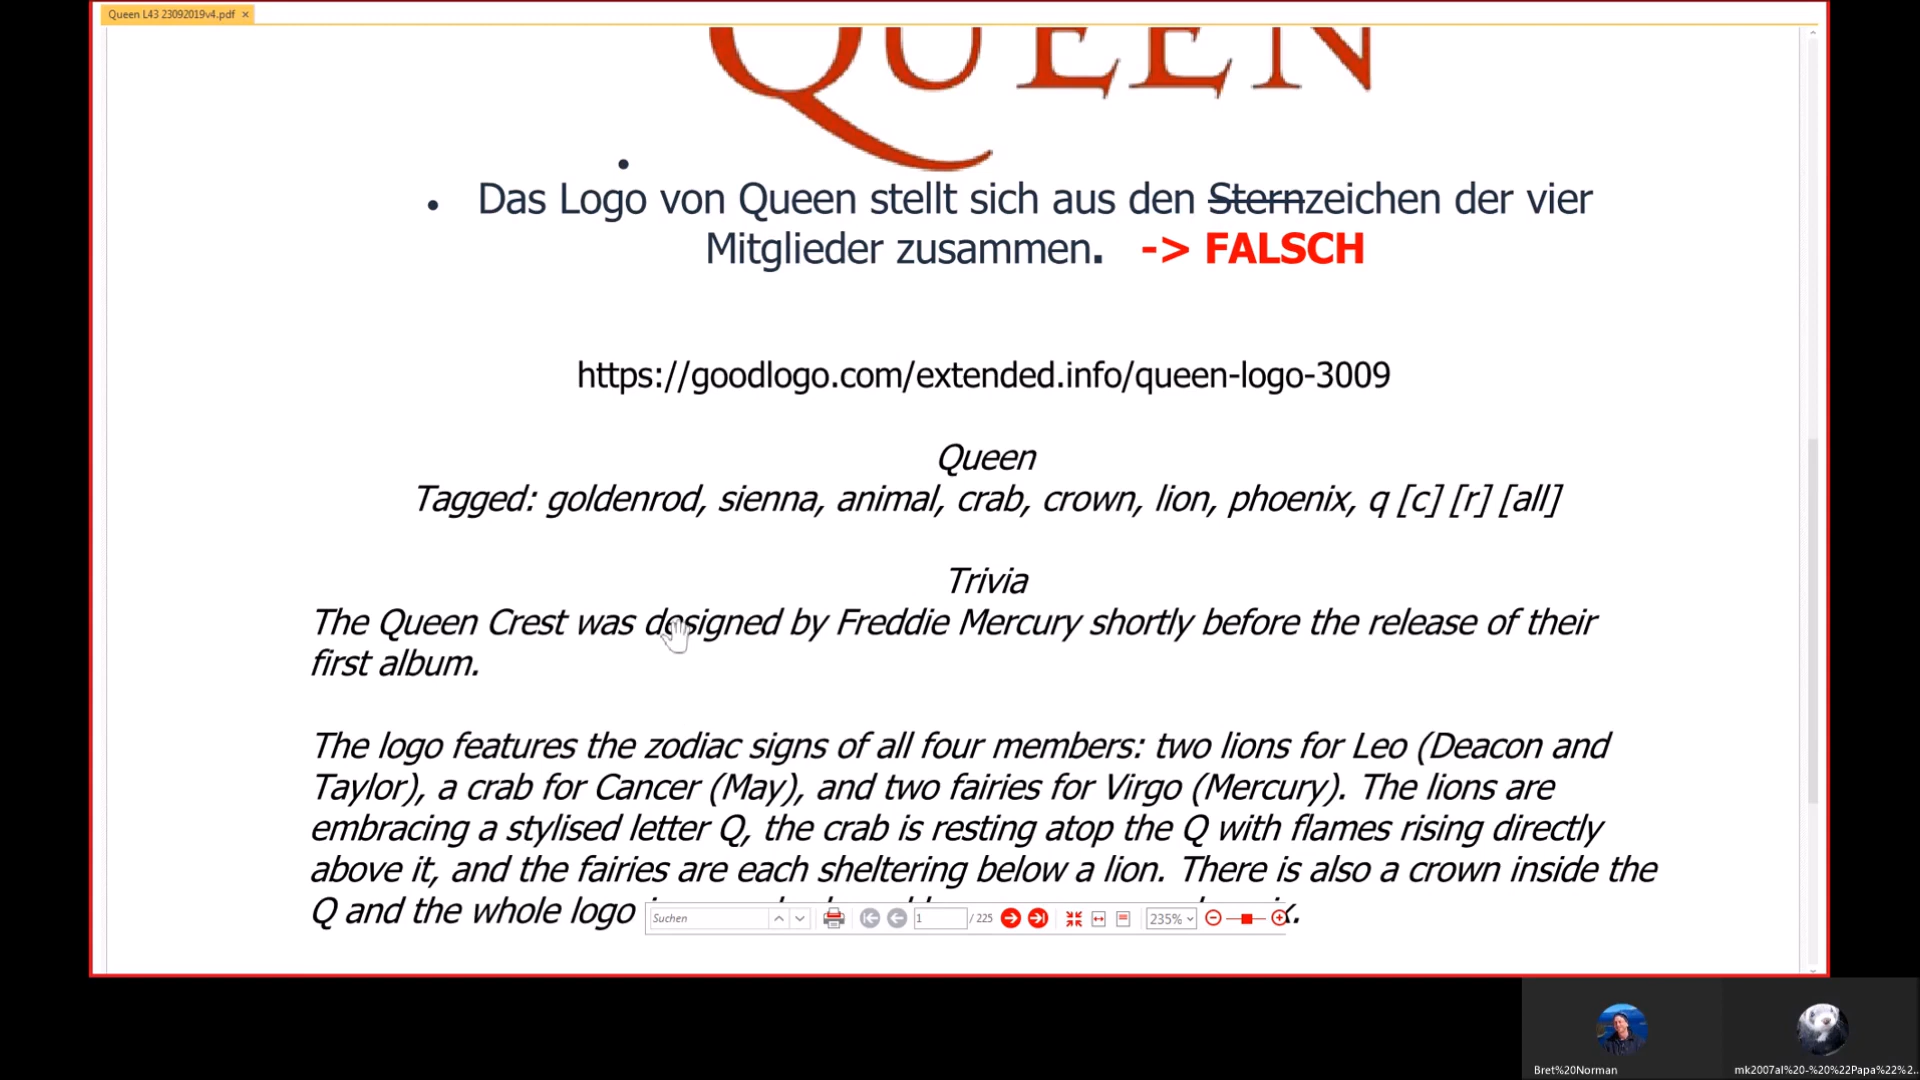 Queen L43 23092019v4.pdf ×
QUEEN
• Das Logo von Queen stellt sich aus den Sternzeichen der vier
Mitglieder zusammen. -> FALSCH
https://goodlogo.com/extended.info/queen-logo-3009
Queen
Tagged: goldenrod, sienna, animal, crab, crown, lion, phoenix, q [c] [r] [all]
Trivia
The Queen Crest was designed by Freddie Mercury shortly before the release of their
first album.
The logo features the zodiac signs of all four members: two lions for Leo (Deacon and
Taylor), a crab for Cancer (May), and two fairies for Virgo (Mercury). The lions are
embracing a stylised letter Q, the crab is resting atop the Q with flames rising directly
above it, and the fairies are each sheltering below a lion. There is also a crown inside the
Q and the whole logo
Suchen 1 / 225 235%
Bret%20Norman
mk2007al%20-%20%22Papa%22%2...